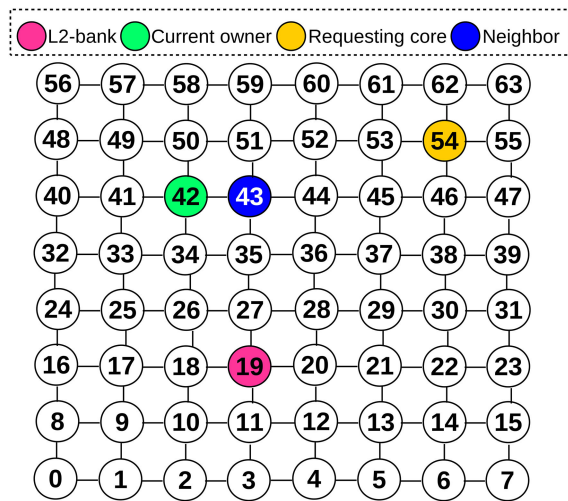 L2-bank Current owner Requesting core Neighbor
56 57 58 59 60 61 62 63
48 49 50 51 52 53 54 55
40 41 42 43 44 45 46 47
32 33 34 35 36 37 38 39
24 25 26 27 28 29 30 31
16 17 18 19 20 21 22 23
8 9 10 11 12 13 14 15
0 1 2 3 4 5 6 7